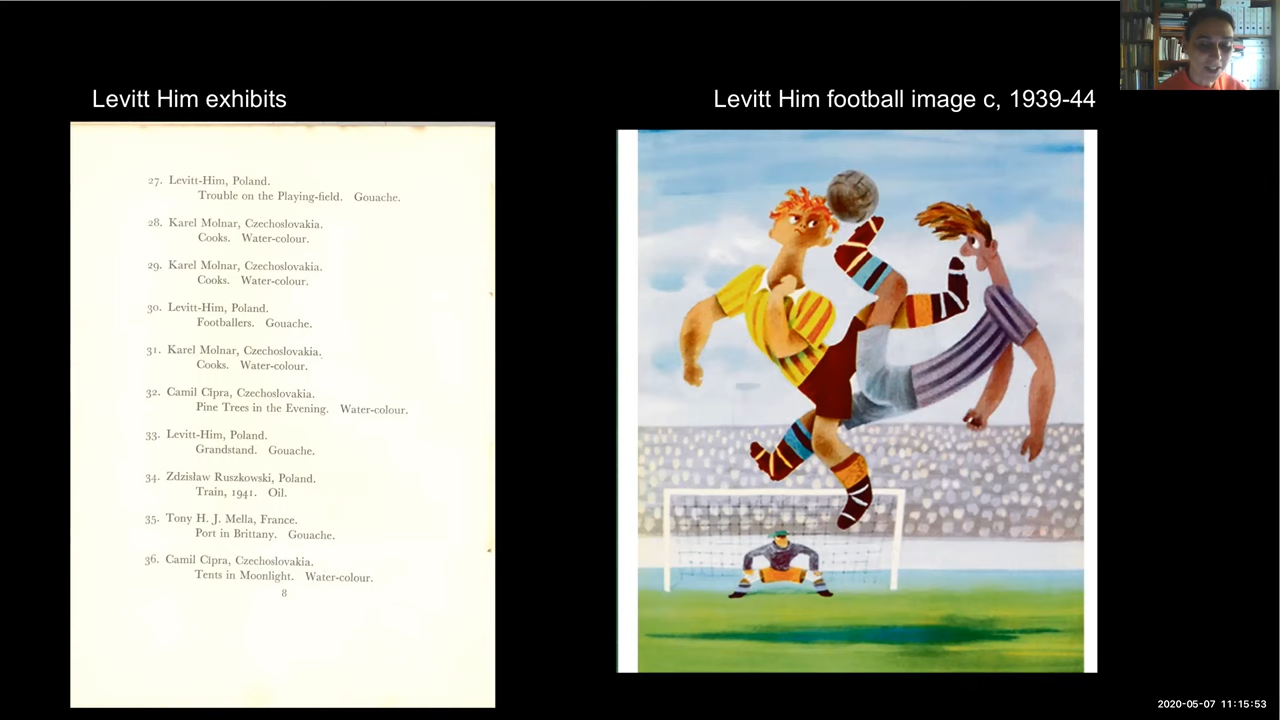 Levitt Him exhibits
Levitt Him football image c, 1939-44
27. Levitt-Him, Poland.
Trouble on the Playing-field. Gouache.
28. Karel Molnar, Czechoslovakia.
Cooks. Water-colour.
29. Karel Molnar, Czechoslovakia.
Cooks. Water-colour.
30. Levitt-Him, Poland.
Footballers. Gouache.
31. Karel Molnar, Czechoslovakia.
Cooks. Water-colour.
32. Camil Cīpra, Czechoslovakia.
Pine Trees in the Evening. Water-colour.
33. Levitt-Him, Poland.
Grandstand. Gouache.
34. Zdzislaw Ruszkowski, Poland.
Train, 1941. Oil.
35. Tony H. J. Mella, France.
Port in Brittany. Gouache.
36. Camil Cīpra, Czechoslovakia.
Tents in Moonlight. Water-colour.
8
2020-05-07 11:15:53